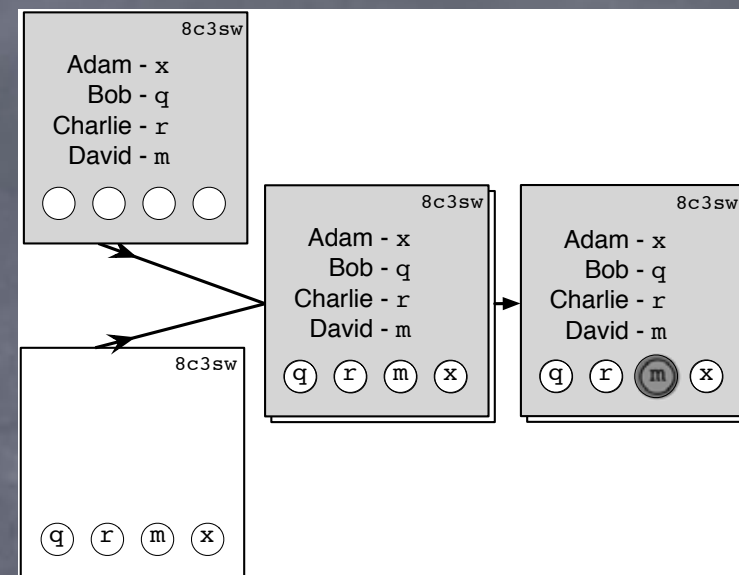 8c3sw
Adam - x
Bob - q
Charlie - r
David - m
8c3sw
q r m x
8c3sw
Adam - x
Bob - q
Charlie - r
David - m
q r m x
8c3sw
Adam - x
Bob - q
Charlie - r
David - m
q r m x